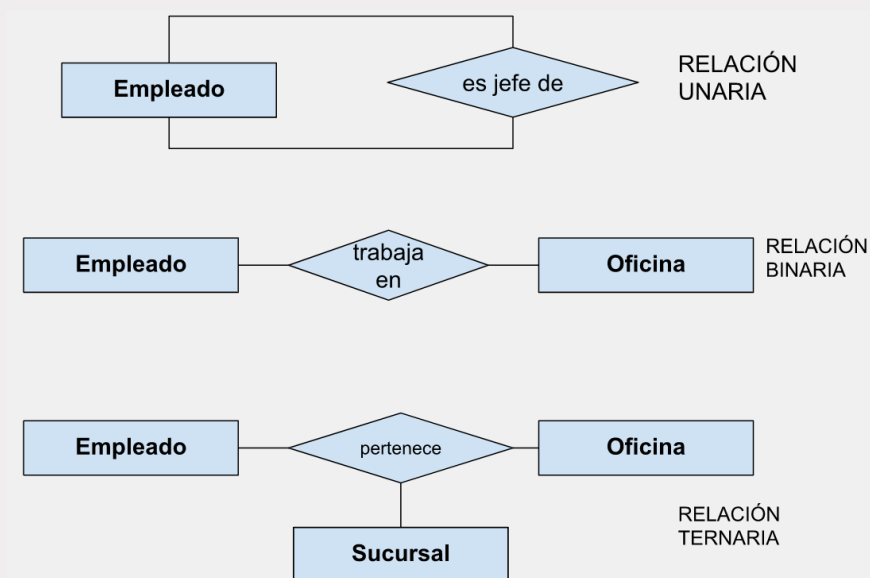 Empleado
es jefe de
RELACIÓN
UNARIA
Empleado
trabaja
en
Oficina
RELACIÓN
BINARIA
Empleado
pertenece
Oficina
Sucursal
RELACIÓN
TERNARIA